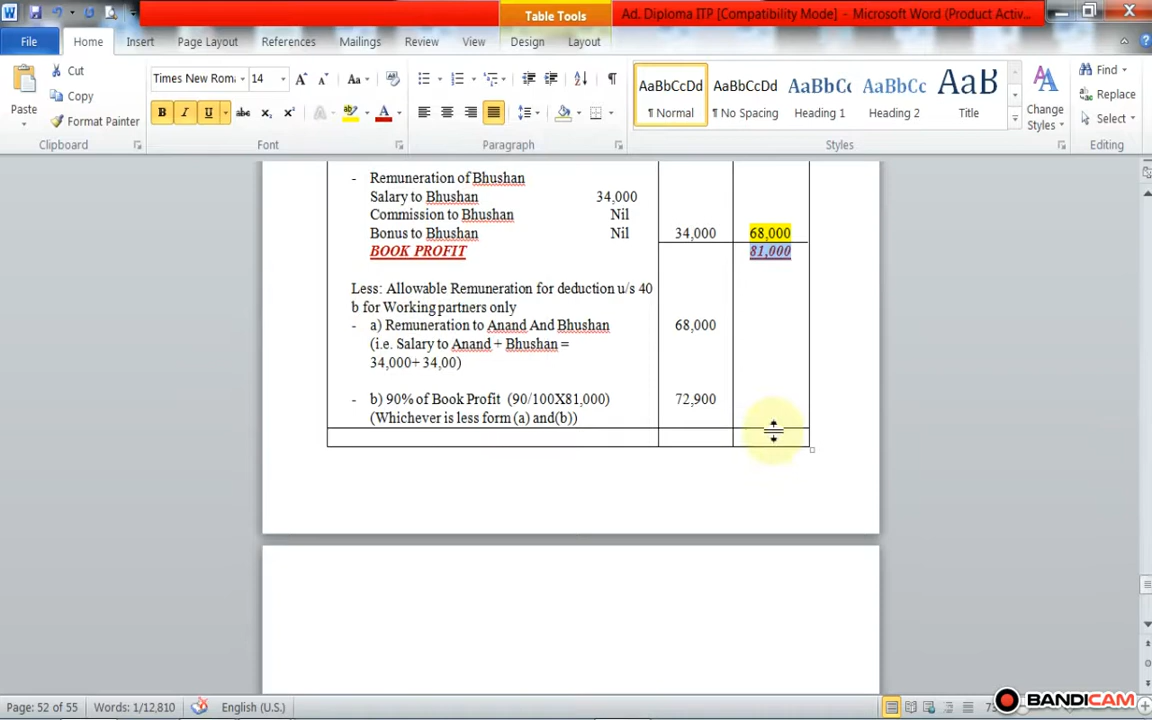 Table Tools
Ad. Diploma ITP [Compatibility Mode] - Microsoft Word (Product Activ...
File Home Insert Page Layout References Mailings Review View Design Layout
Paste
Cut
Copy
Format Painter
Clipboard
Times New Rom 14
B I U abc
Font
Paragraph
AaBbCcDd AaBbCcDd AaBbCc AaBbCc AaB
¶ Normal ¶ No Spacing Heading 1 Heading 2 Title
Change Styles
Styles
Find
Replace
Select
Editing
- Remuneration of Bhushan
Salary to Bhushan 34,000
Commission to Bhushan Nil
Bonus to Bhushan Nil 34,000 68,000
BOOK PROFIT 81,000
Less: Allowable Remuneration for deduction u/s 40
b for Working partners only
- a) Remuneration to Anand And Bhushan 68,000
(i.e. Salary to Anand + Bhushan =
34,000+ 34,00)
- b) 90% of Book Profit (90/100X81,000) 72,900
(Whichever is less form (a) and(b))
Page: 52 of 55 Words: 1/12,810 English (U.S.)
BANDICAM